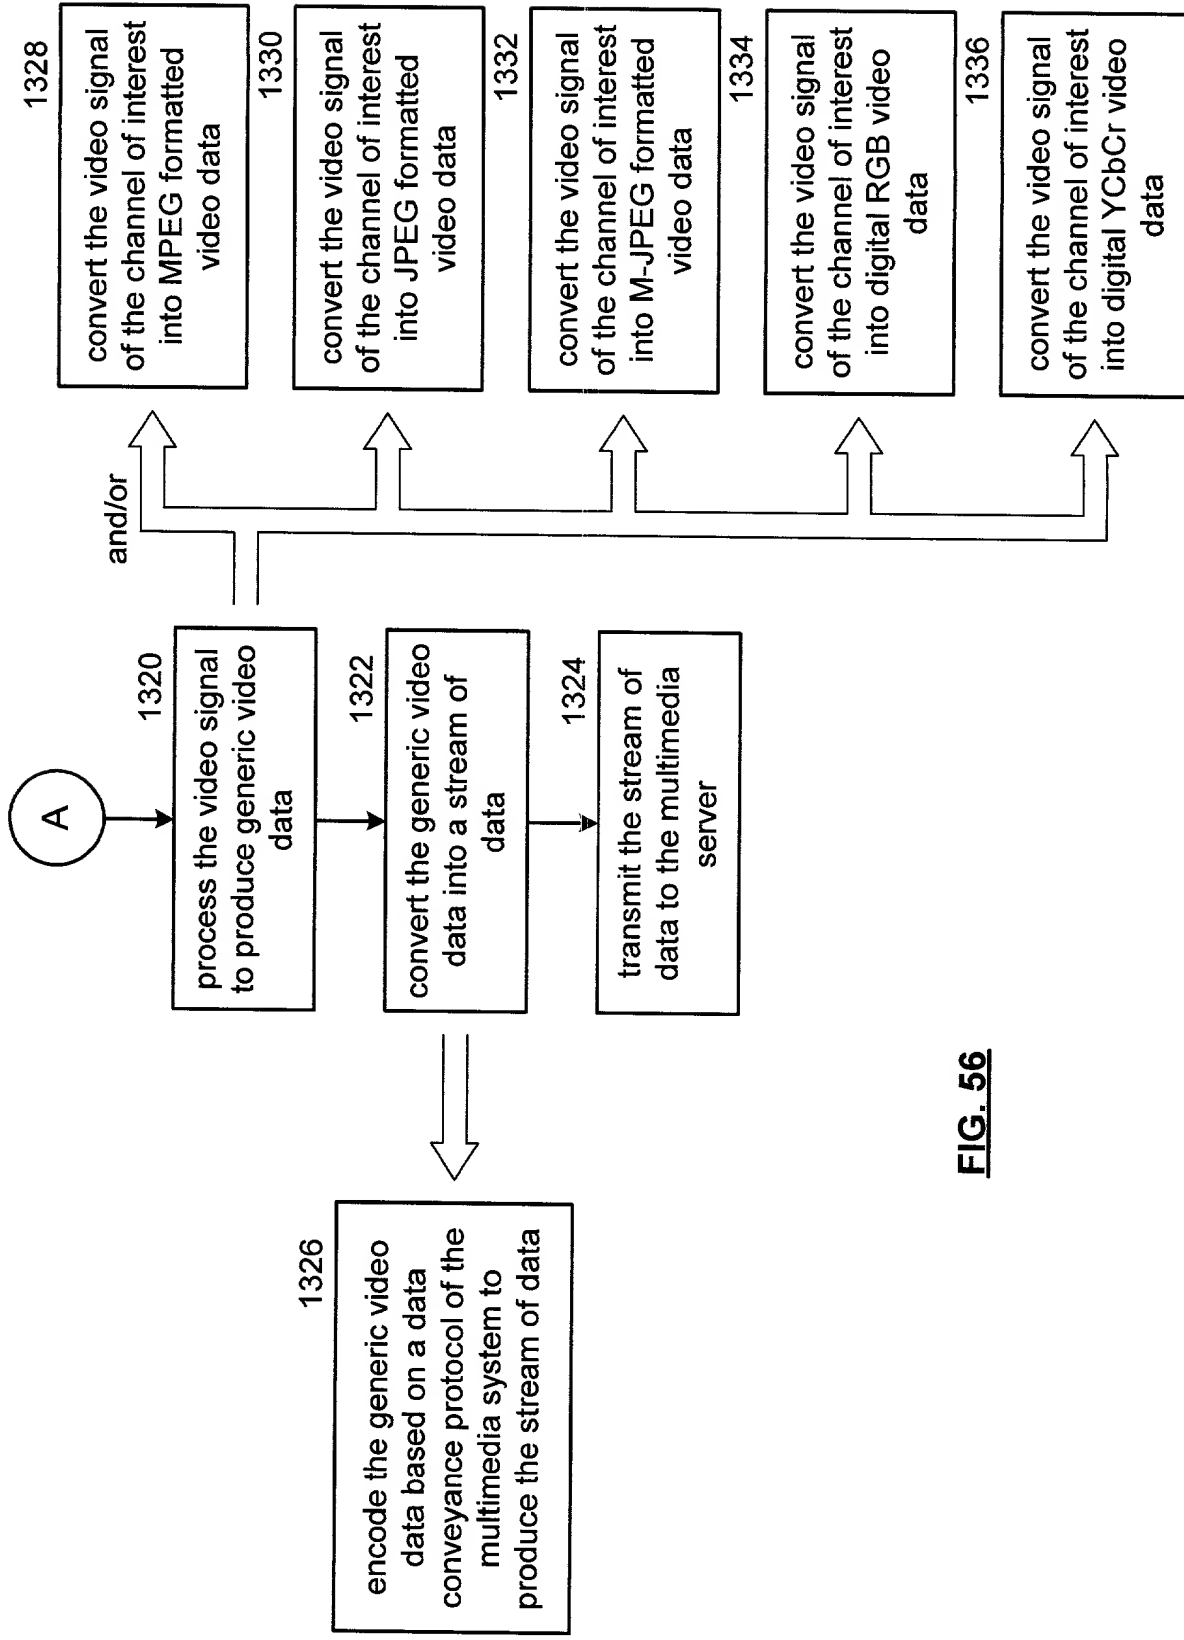 A
1320
process the video signal
to produce generic video
data
1322
convert the generic video
data into a stream of
data
1324
transmit the stream of
data to the multimedia
server
1326
encode the generic video
data based on a data
conveyance protocol of the
multimedia system to
produce the stream of data
and/or
1328
convert the video signal
of the channel of interest
into MPEG formatted
video data
1330
convert the video signal
of the channel of interest
into JPEG formatted
video data
1332
convert the video signal
of the channel of interest
into M-JPEG formatted
video data
1334
convert the video signal
of the channel of interest
into digital RGB video
data
1336
convert the video signal
of the channel of interest
into digital YCbCr video
data
FIG. 56